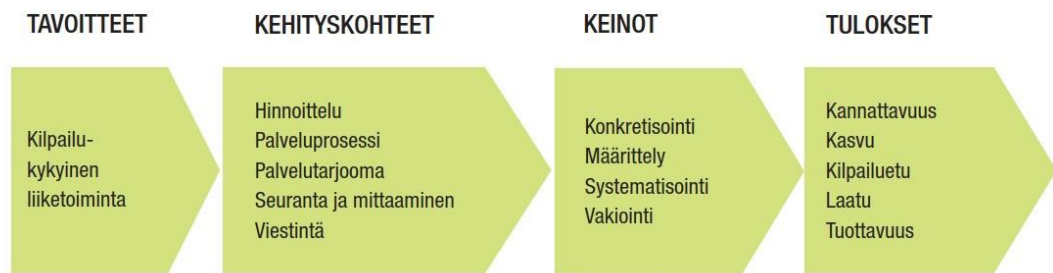 TAVOITTEET
Kilpailu-
kykyinen
liiketoiminta
KEHITYSKOHTEET
Hinnoittelu
Palveluprosessi
Palvelutarjooma
Seuranta ja mittaaminen
Viestintä
KEINOT
Konkretisointi
Määrittely
Systematisointi
Vakiointi
TULOKSET
Kannattavuus
Kasvu
Kilpailuetu
Laatu
Tuottavuus